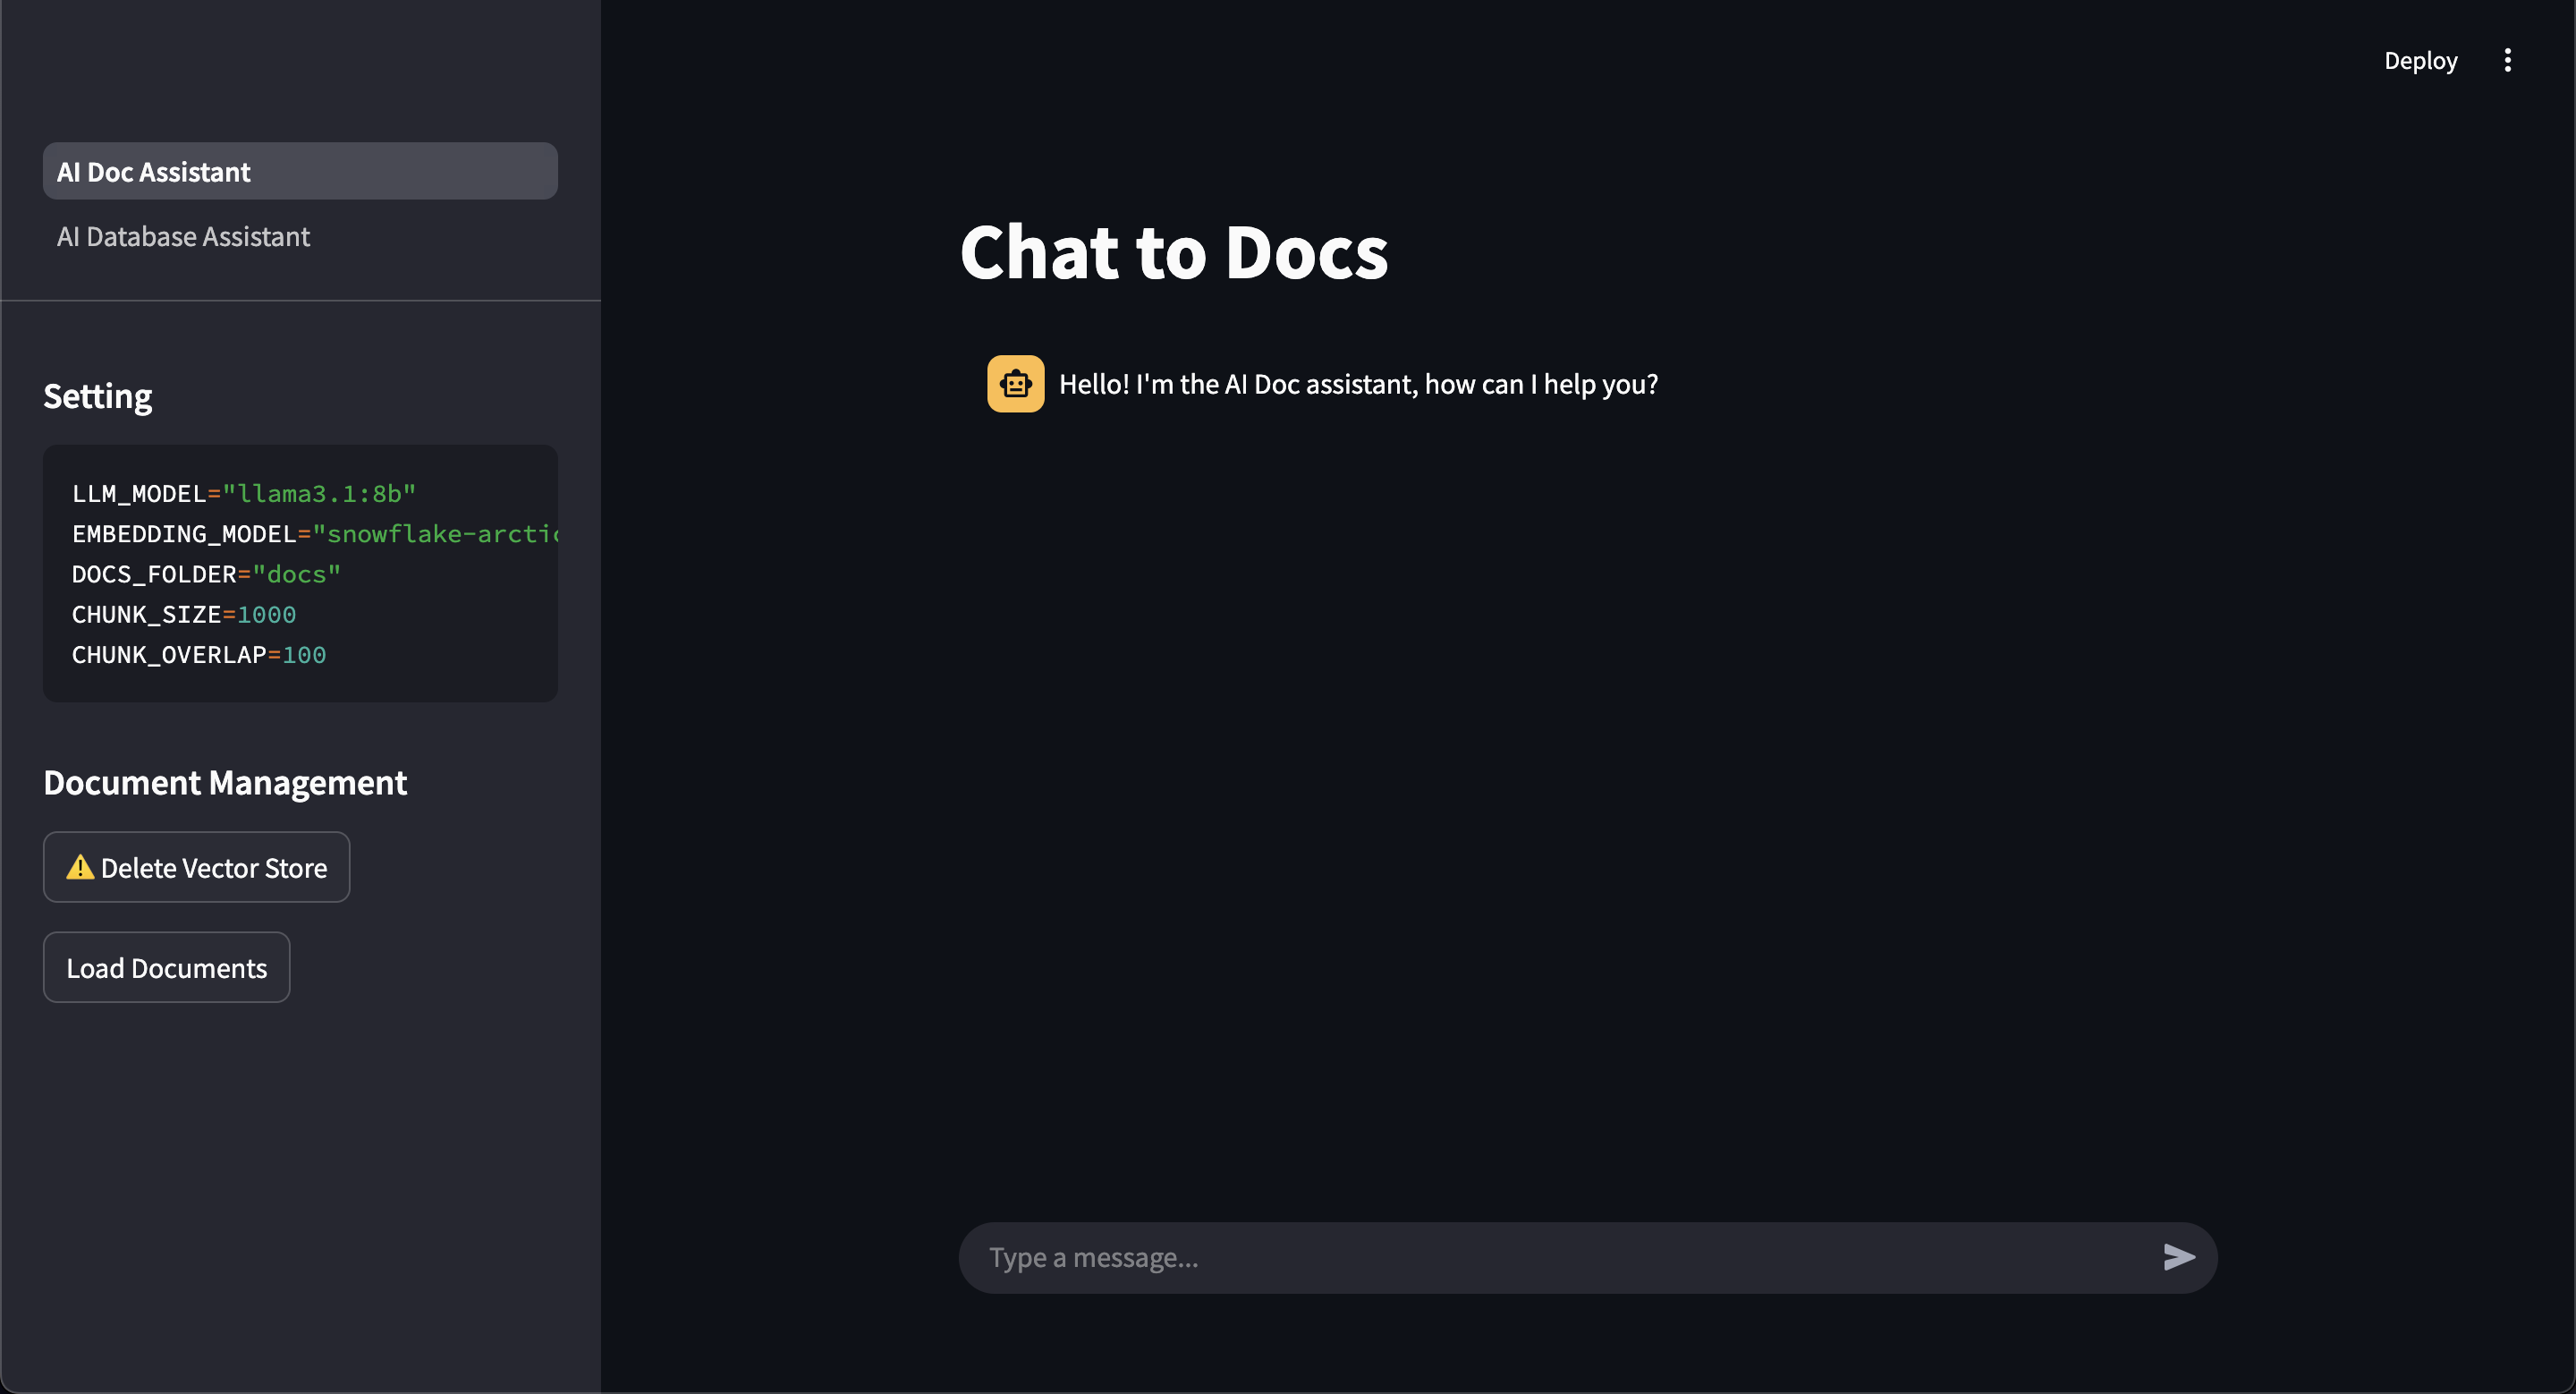 AI Doc Assistant
AI Database Assistant
Setting
LLM_MODEL="llama3.1:8b"
EMBEDDING_MODEL="snowflake-arctic
DOCS_FOLDER="docs"
CHUNK_SIZE=1000
CHUNK_OVERLAP=100
Document Management
⚠️ Delete Vector Store
Load Documents
Deploy
Chat to Docs
Hello! I'm the AI Doc assistant, how can I help you?
Type a message...